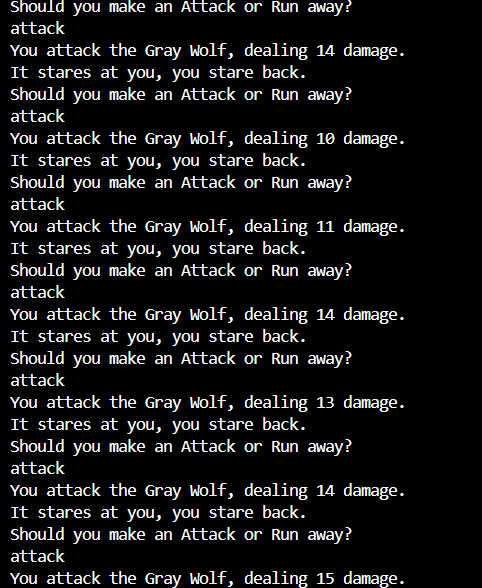 Should you make an Attack or Run away?
attack
You attack the Gray Wolf, dealing 14 damage.
It stares at you, you stare back.
Should you make an Attack or Run away?
attack
You attack the Gray Wolf, dealing 10 damage.
It stares at you, you stare back.
Should you make an Attack or Run away?
attack
You attack the Gray Wolf, dealing 11 damage.
It stares at you, you stare back.
Should you make an Attack or Run away?
attack
You attack the Gray Wolf, dealing 14 damage.
It stares at you, you stare back.
Should you make an Attack or Run away?
attack
You attack the Gray Wolf, dealing 13 damage.
It stares at you, you stare back.
Should you make an Attack or Run away?
attack
You attack the Gray Wolf, dealing 14 damage.
It stares at you, you stare back.
Should you make an Attack or Run away?
attack
You attack the Gray Wolf, dealing 15 damage.